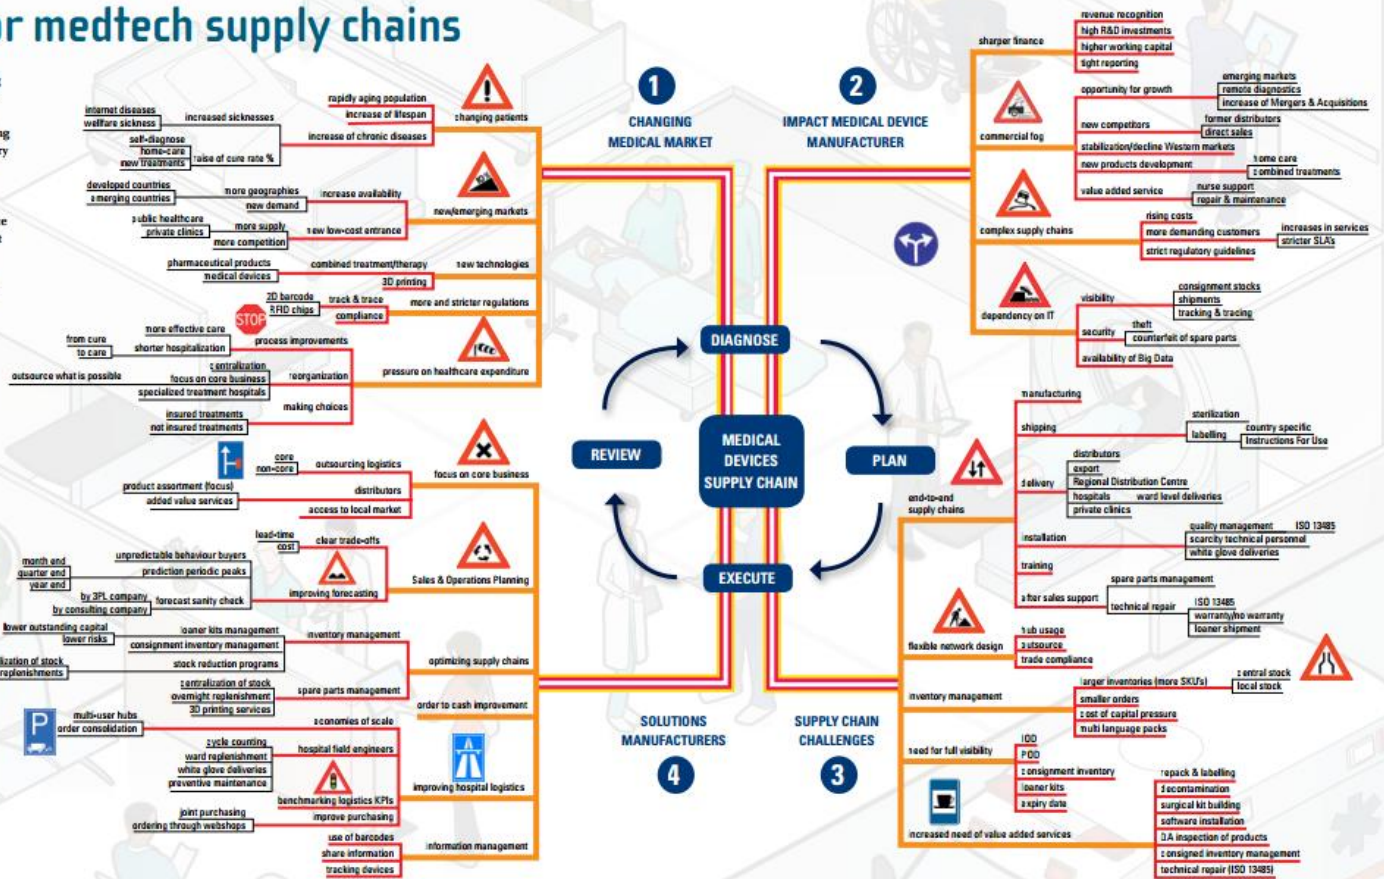 or medtech supply chains
1
CHANGING
MEDICAL MARKET
changing patients
rapidly aging population
increase of lifespan
increase of chronic diseases
increased sicknesses
internet diseases
wellfare sickness
raise of cure rate %
self-diagnose
home-care
new treatments
10%
new/emerging markets
increase availability
more geographies
developed countries
emerging countries
new demand
new low-cost entrance
more supply
public healthcare
private clinics
more competition
new technologies
combined treatment/therapy
pharmaceutical products
medical devices
3D printing
more and stricter regulations
track & trace
2D barcode
RFID chips
compliance
STOP
pressure on healthcare expenditure
process improvements
more effective care
shorter hospitalization
from cure
to care
reorganization
centralization
focus on core business
outsource what is possible
specialized treatment hospitals
making choices
insured treatments
not insured treatments
2
IMPACT MEDICAL DEVICE
MANUFACTURER
sharper finance
revenue recognition
high R&D investments
higher working capital
tight reporting
commercial fog
opportunity for growth
emerging markets
remote diagnostics
increase of Mergers & Acquisitions
new competitors
former distributors
direct sales
stabilization/decline Western markets
new products development
home care
combined treatments
value added service
nurse support
repair & maintenance
complex supply chains
rising costs
more demanding customers
increases in services
stricter SLA's
strict regulatory guidelines
dependency on IT
visibility
consignment stocks
shipments
tracking & tracing
security
theft
counterfeit of spare parts
availability of Big Data
DIAGNOSE
REVIEW
MEDICAL
DEVICES
SUPPLY CHAIN
PLAN
EXECUTE
SUPPLY CHAIN
CHALLENGES
3
end-to-end
supply chains
manufacturing
shipping
sterilization
labelling
country specific
Instructions For Use
delivery
distributors
export
Regional Distribution Centre
hospitals
ward level deliveries
private clinics
installation
quality management
ISO 13485
scarcity technical personnel
white glove deliveries
training
after sales support
spare parts management
technical repair
ISO 13485
warranty/no warranty
loaner shipment
flexible network design
hub usage
outsource
trade compliance
inventory management
larger inventories (more SKU's)
central stock
local stock
smaller orders
cost of capital pressure
multi language packs
need for full visibility
POD
consignment inventory
loaner kits
expiry date
increased need of value added services
repack & labelling
decontamination
surgical kit building
software installation
QA inspection of products
consigned inventory management
technical repair (ISO 13485)
SOLUTIONS
MANUFACTURERS
4
focus on core business
outsourcing logistics
core
non-core
distributors
product assortment (focus)
added value services
access to local market
Sales & Operations Planning
clear trade-offs
lead-time
cost
improving forecasting
unpredictable behaviour buyers
prediction periodic peaks
month end
quarter end
year end
forecast sanity check
by 3PL company
by consulting company
optimizing supply chains
inventory management
loaner kits management
consignment inventory management
lower outstanding capital
lower risks
stock reduction programs
lization of stock
replenishments
spare parts management
centralization of stock
overnight replenishment
3D printing services
order to cash improvement
improving hospital logistics
economies of scale
multi-user hubs
order consolidation
P
hospital field engineers
cycle counting
ward replenishment
white glove deliveries
preventive maintenance
benchmarking logistics KPIs
improve purchasing
joint purchasing
ordering through webshops
information management
use of barcodes
share information
tracking devices